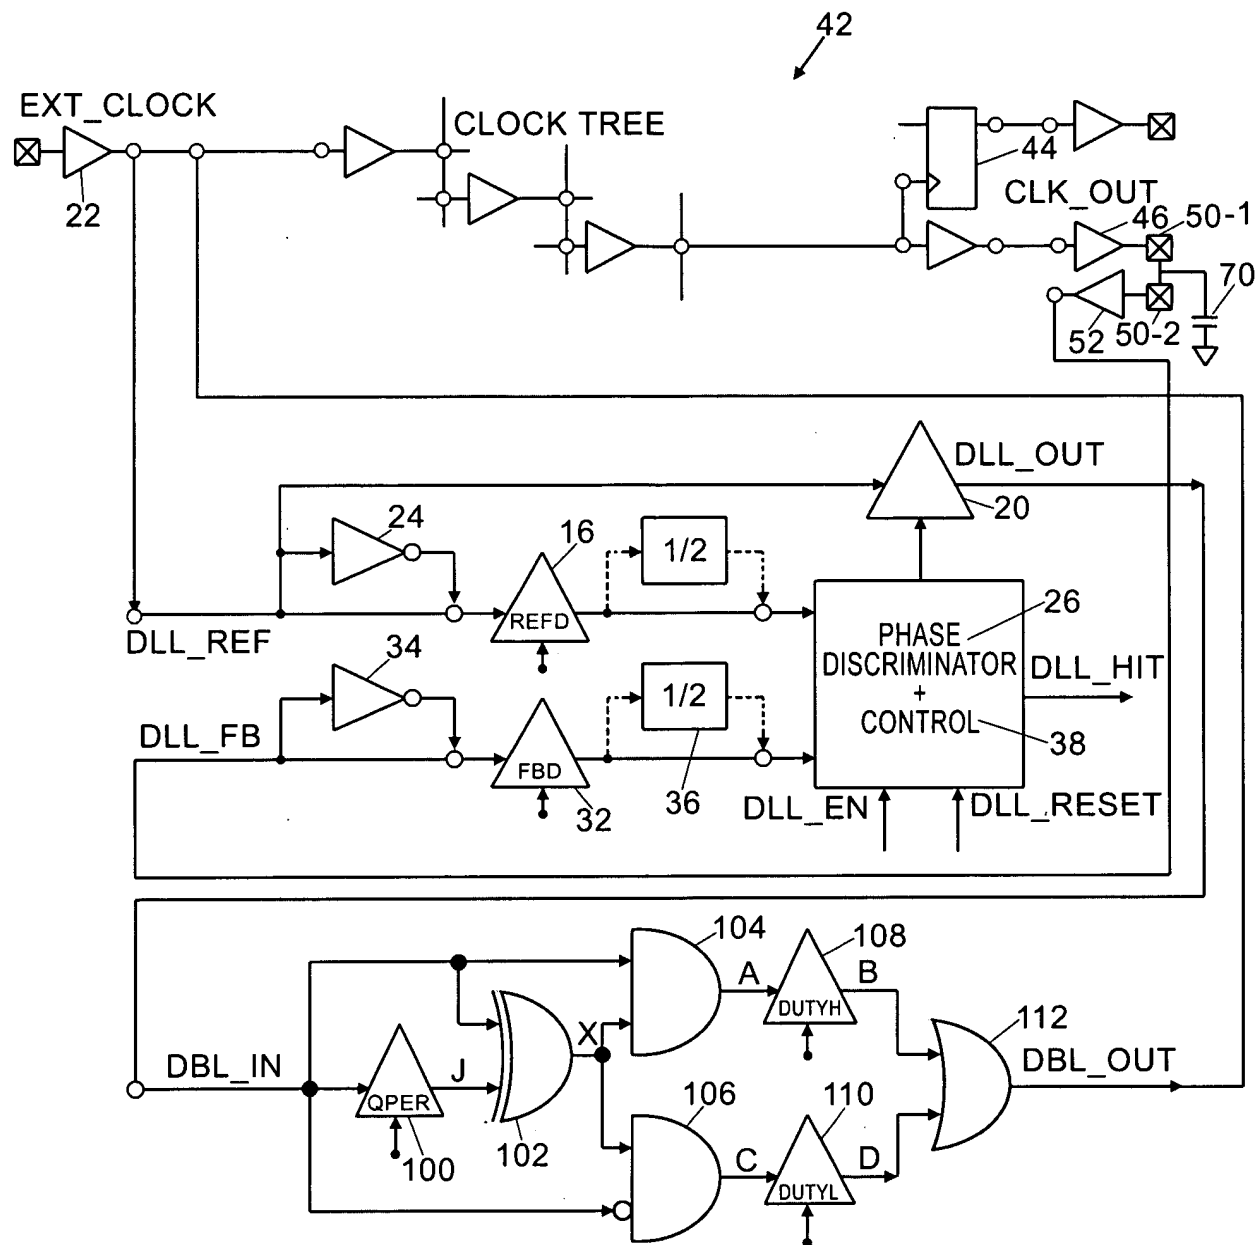 42
EXT_CLOCK
CLOCK TREE
22
44
CLK_OUT
46
50-1
70
52
50-2
DLL_OUT
20
24
16
1/2
REFD
DLL_REF
26
PHASE
DISCRIMINATOR
+
CONTROL
38
DLL_HIT
34
1/2
DLL_FB
FBD
32
36
DLL_EN
DLL_RESET
104
108
A
B
DUTYH
112
X
DBL_IN
J
QPER
DBL_OUT
100
102
106
110
C
D
DUTYL